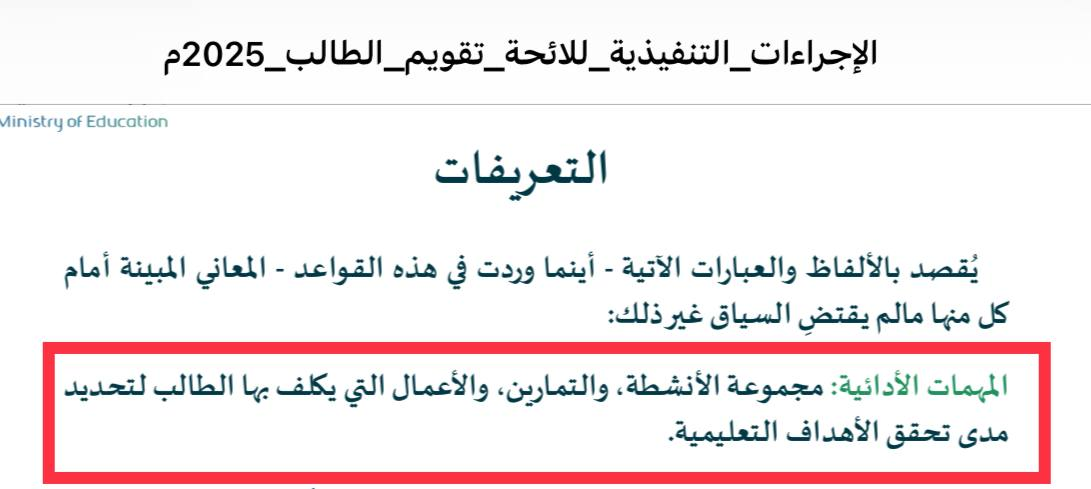 الإجراءات_التنفيذية_للائحة_تقويم_الطالب_2025م
Ministry of Education
التعريفات
يُقصد بالألفاظ والعبارات الآتية - أينما وردت في هذه القواعد - المعاني المبينة أمام
كل منها مالم يقتضِ السياق غير ذلك:
المهمات الأدائية: مجموعة الأنشطة، والتمارين، والأعمال التي يكلف بها الطالب لتحديد
مدى تحقق الأهداف التعليمية.